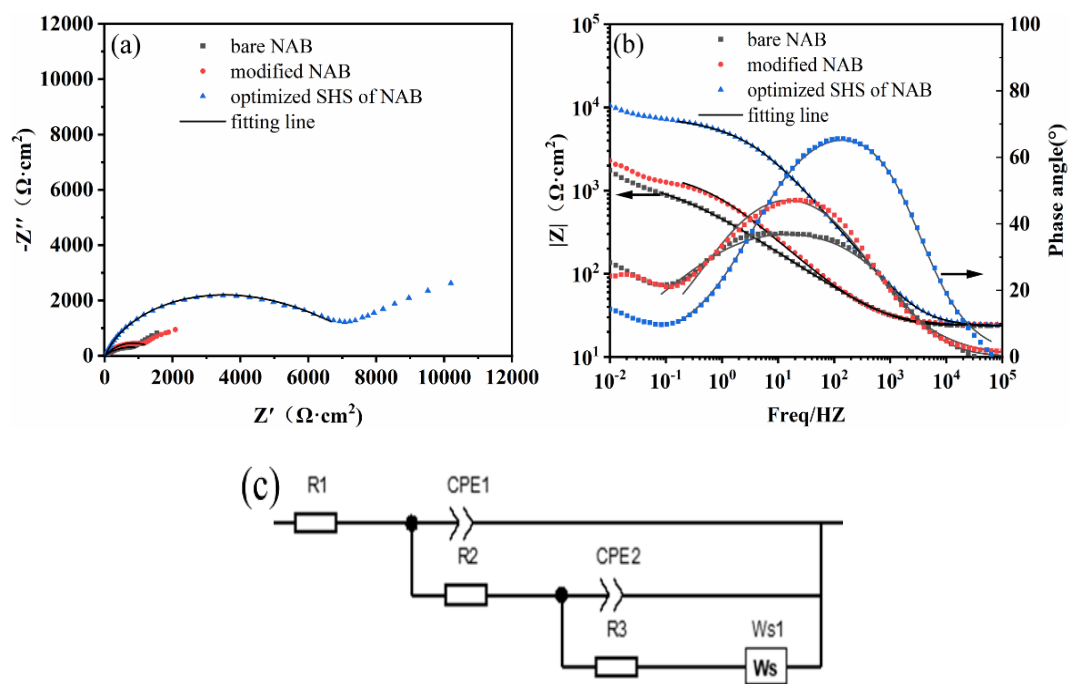 (a)
bare NAB
modified NAB
optimized SHS of NAB
fitting line
12000
10000
8000
6000
4000
2000
0
-Z″（Ω·cm²)
0 2000 4000 6000 8000 10000 12000
Z′（Ω·cm²)
(b)
bare NAB
modified NAB
optimized SHS of NAB
fitting line
10⁵
10⁴
10³
10²
10¹
|Z|（Ω·cm²)
100
80
60
40
20
0
Phase angle(°)
10⁻² 10⁻¹ 10⁰ 10¹ 10² 10³ 10⁴ 10⁵
Freq/HZ
(c)
R1 CPE1
R2 CPE2
R3 Ws1
Ws